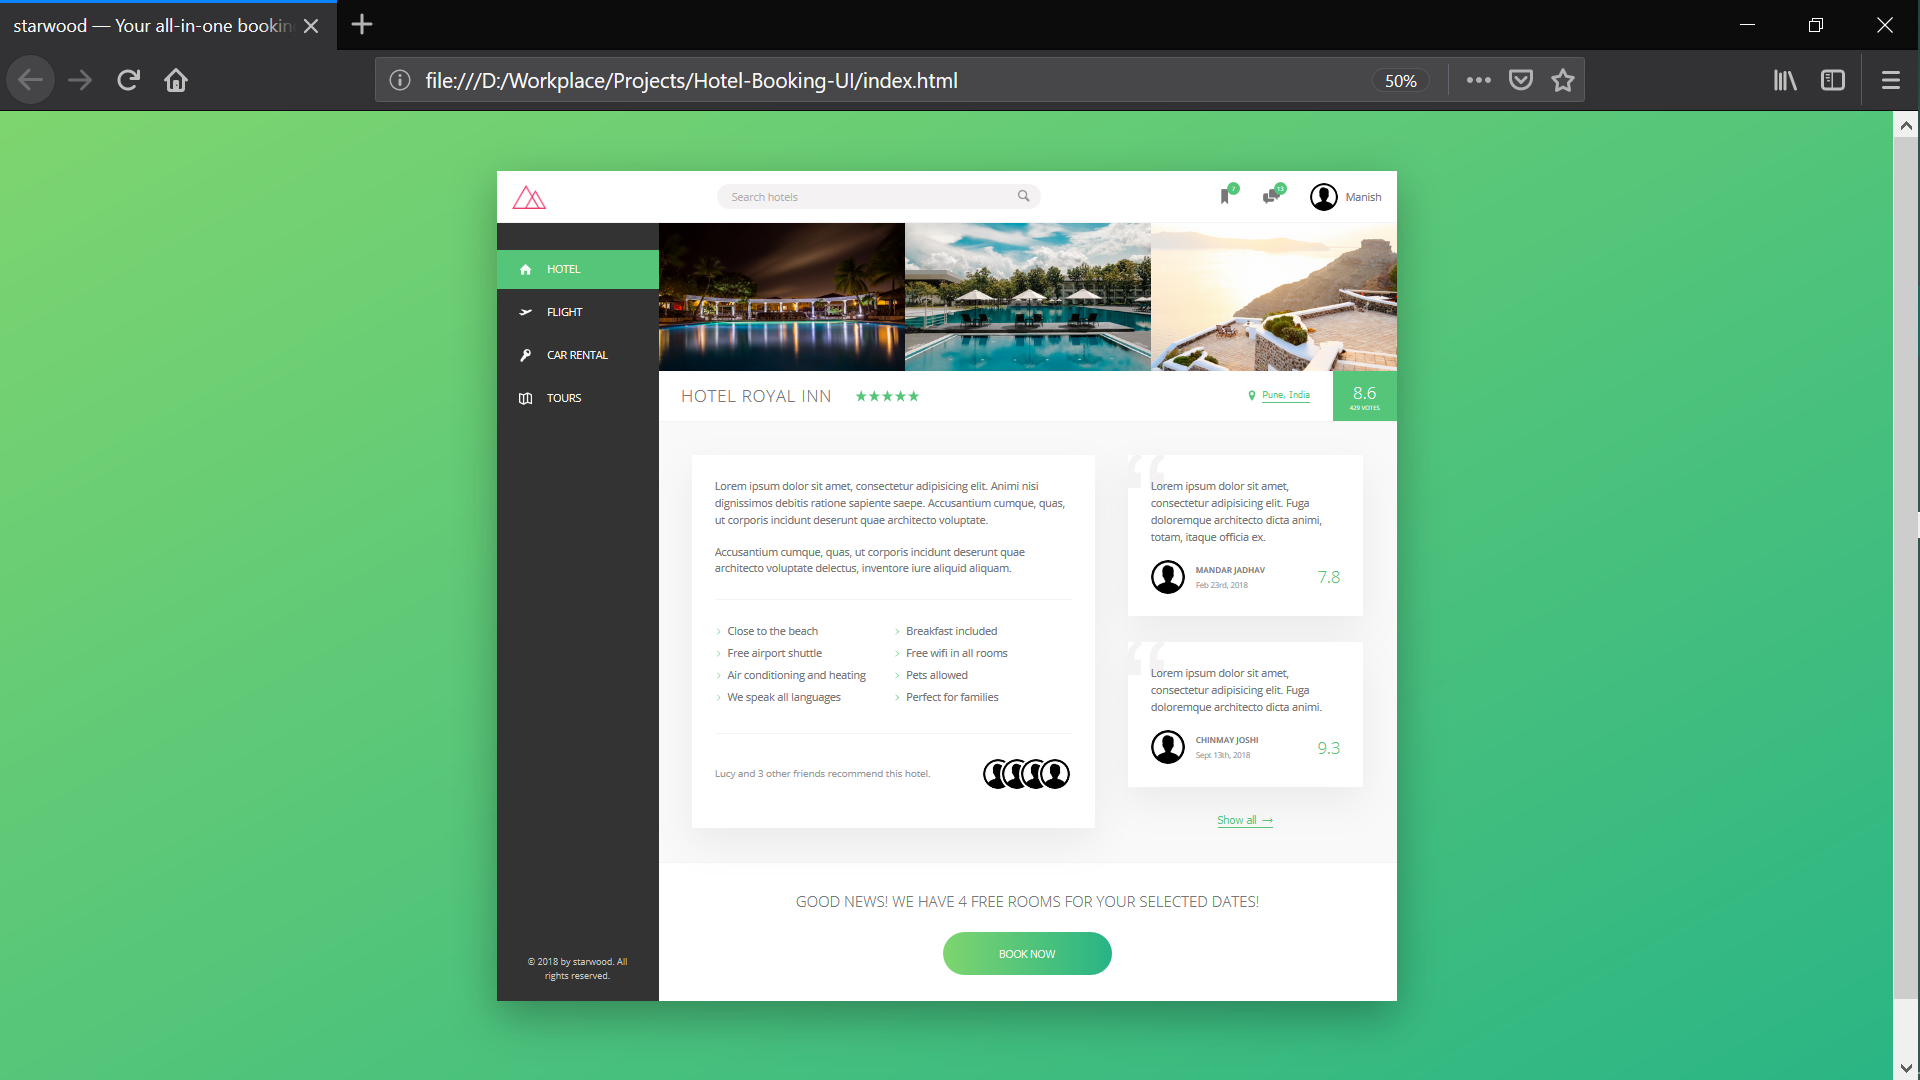 starwood — Your all-in-one bookin
file:///D:/Workplace/Projects/Hotel-Booking-UI/index.html
50%
Search hotels
7
13
Manish
HOTEL
FLIGHT
CAR RENTAL
TOURS
HOTEL ROYAL INN
★★★★★
Pune, India
8.6
429 VOTES
Lorem ipsum dolor sit amet, consectetur adipisicing elit. Animi nisi
dignissimos debitis ratione sapiente saepe. Accusantium cumque, quas,
ut corporis incidunt deserunt quae architecto voluptate.
Accusantium cumque, quas, ut corporis incidunt deserunt quae
architecto voluptate delectus, inventore iure aliquid aliquam.
Close to the beach
Free airport shuttle
Air conditioning and heating
We speak all languages
Breakfast included
Free wifi in all rooms
Pets allowed
Perfect for families
Lucy and 3 other friends recommend this hotel.
“
Lorem ipsum dolor sit amet,
consectetur adipisicing elit. Fuga
doloremque architecto dicta animi,
totam, itaque officia ex.
MANDAR JADHAV
Feb 23rd, 2018
7.8
“
Lorem ipsum dolor sit amet,
consectetur adipisicing elit. Fuga
doloremque architecto dicta animi.
CHINMAY JOSHI
Sept 13th, 2018
9.3
Show all →
GOOD NEWS! WE HAVE 4 FREE ROOMS FOR YOUR SELECTED DATES!
BOOK NOW
© 2018 by starwood. All
rights reserved.